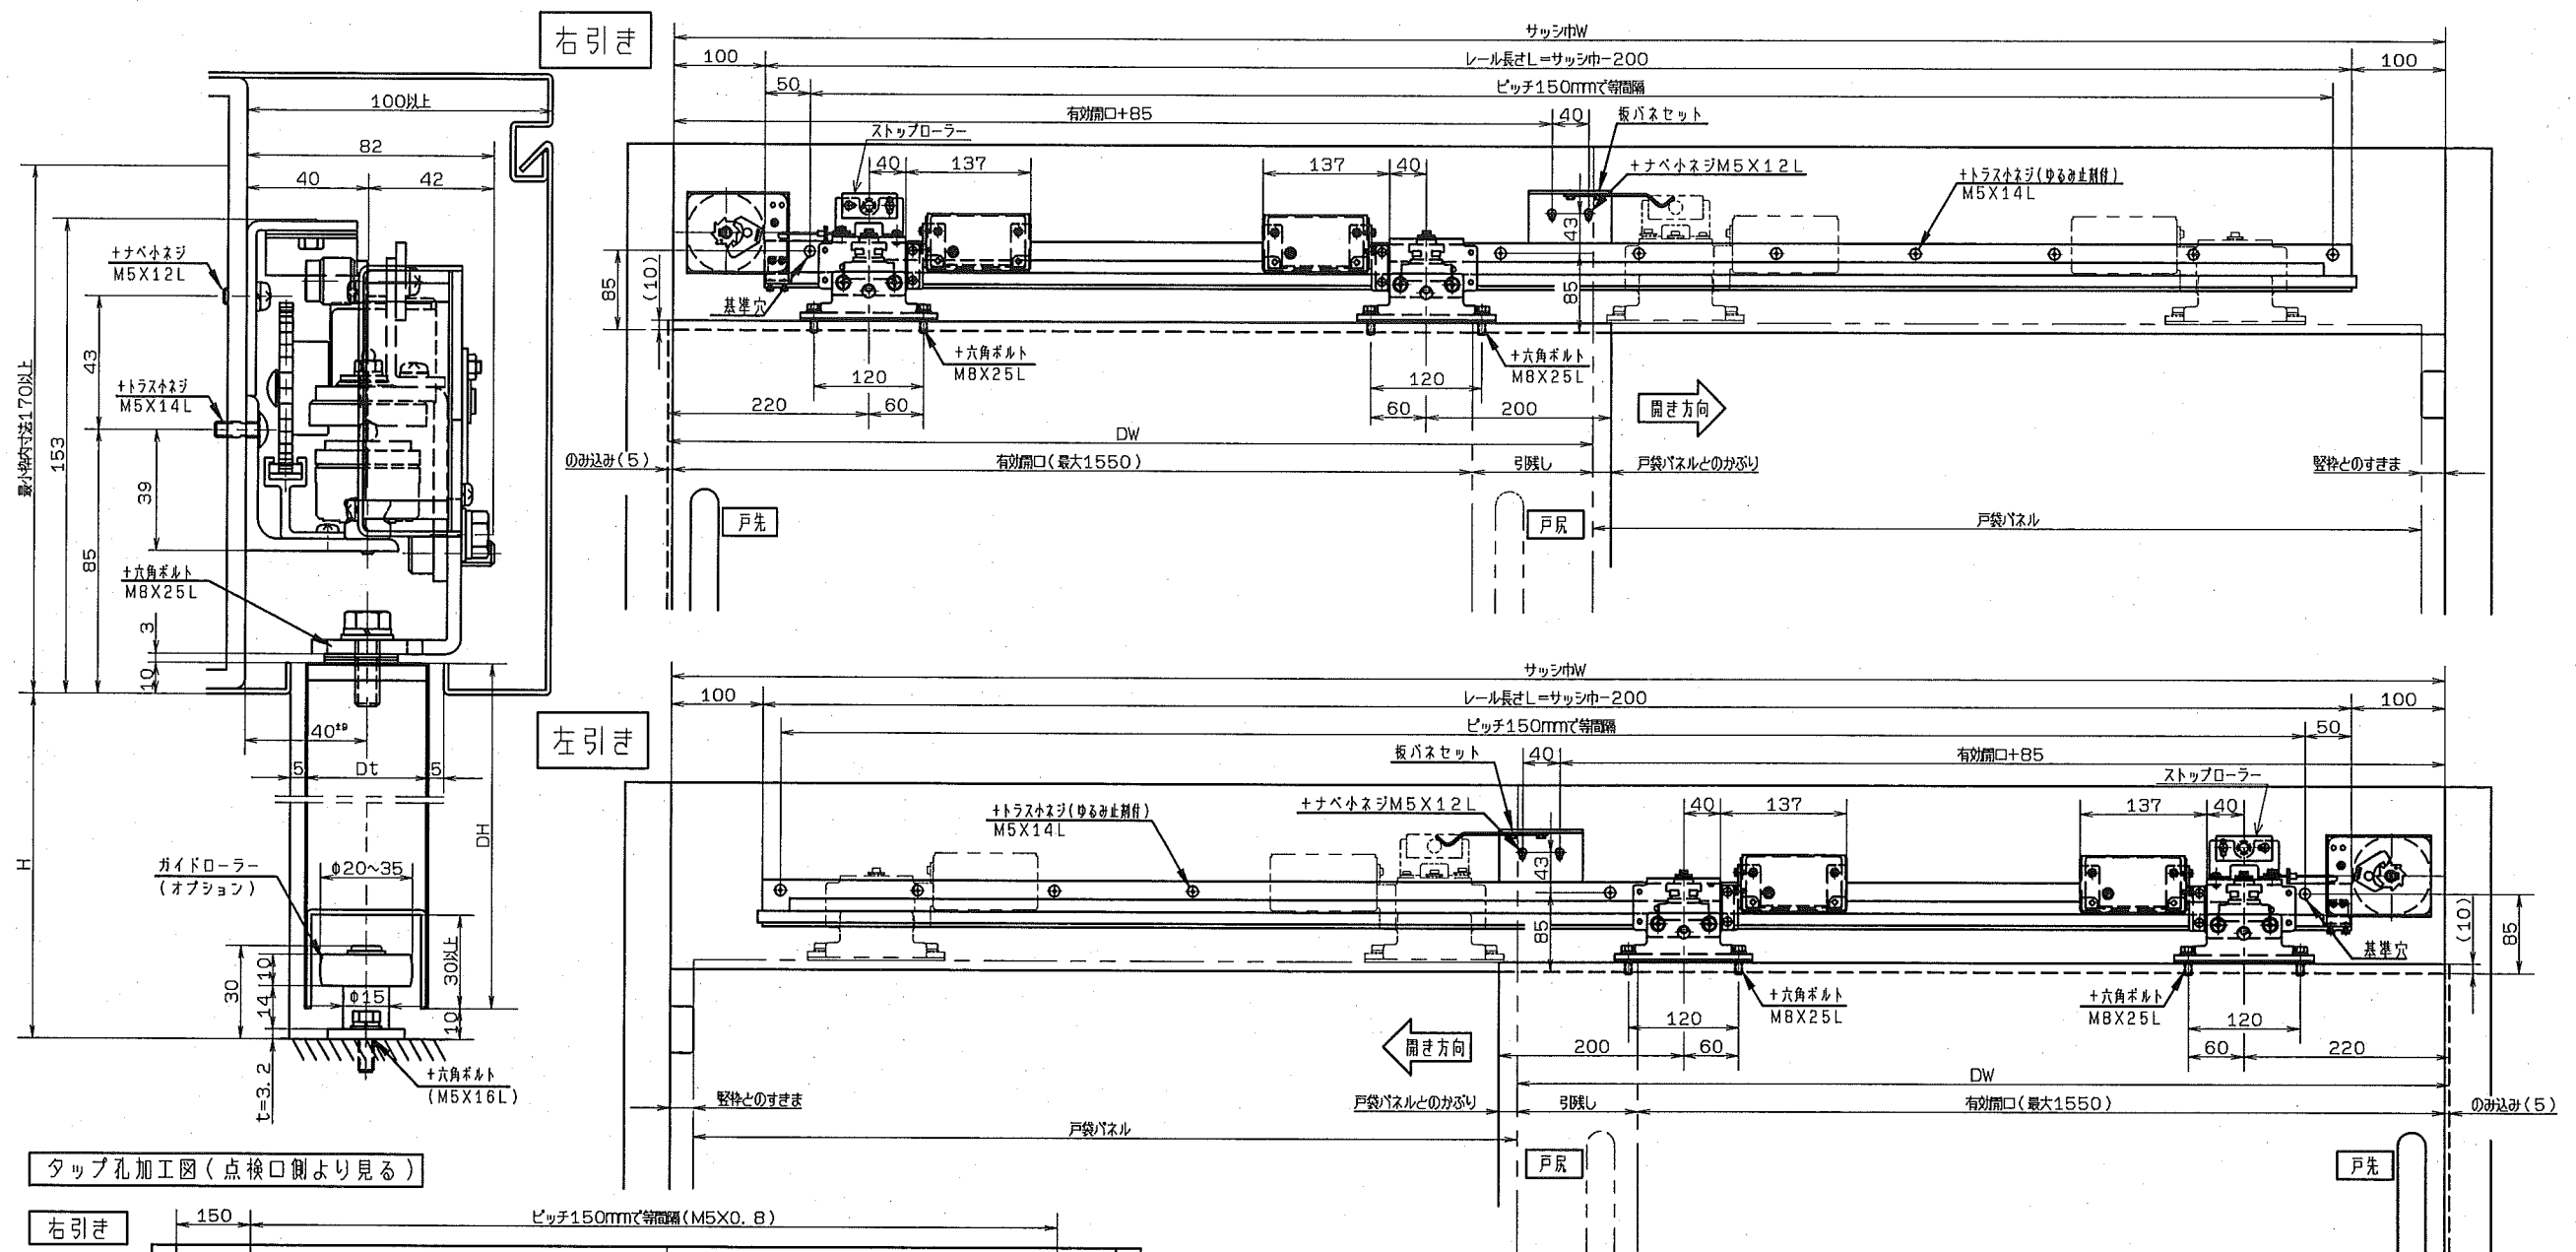 右引き
サッシ巾W
100
レール長さL=サッシ巾-200
100
50
ピッチ150mmで等間隔
有効開口+85
40
板バネセット
ストップローラー
40
137
137
40
+ナベ小ネジM5X12L
+トラス小ネジ(ゆるみ止剤付)
M5X14L
43
85
(10)
85
基準穴
+六角ボルト
M8X25L
+六角ボルト
M8X25L
120
120
220
60
60
200
開き方向
DW
のみ込み(5)
有効開口(最大1550)
引残し
戸袋パネルとのかぶり
竪枠とのすきま
戸先
戸尻
戸袋パネル
100以上
82
40
42
+ナベ小ネジ
M5X12L
43
+トラス小ネジ
M5X14L
最小枠内寸法170以上
153
39
85
+六角ボルト
M8X25L
3
10
40±9
5
Dt
5
DH
H
ガイドローラー
(オプション)
φ20~35
30
10
14
φ15
30以上
10
t=3.2
+六角ボルト
(M5X16L)
左引き
サッシ巾W
100
レール長さL=サッシ巾-200
100
ピッチ150mmで等間隔
50
板バネセット
40
有効開口+85
ストップローラー
+トラス小ネジ(ゆるみ止剤付)
M5X14L
+ナベ小ネジM5X12L
40
137
137
40
43
85
(10)
85
基準穴
+六角ボルト
M8X25L
+六角ボルト
M8X25L
120
120
開き方向
200
60
60
220
DW
竪枠とのすきま
戸袋パネルとのかぶり
引残し
有効開口(最大1550)
のみ込み(5)
戸袋パネル
戸尻
戸先
タップ孔加工図(点検口側より見る)
右引き
150
ピッチ150mmで等間隔(M5X0.8)